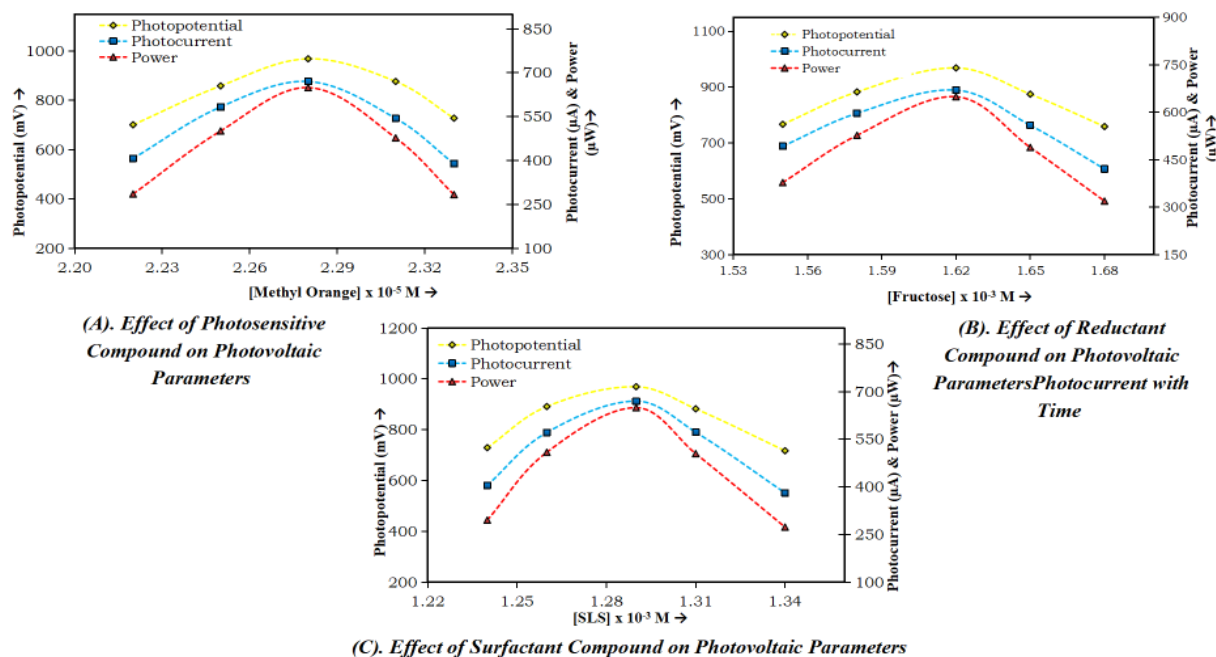 Photopotential
Photocurrent
Power
1000
800
600
400
200
850
700
550
400
250
100
2.20
2.23
2.26
2.29
2.32
2.35
Photopotential (mV) →
Photocurrent (µA) & Power
(µW)→
[Methyl Orange] x 10-5 M →
(A). Effect of Photosensitive
Compound on Photovoltaic
Parameters
Photopotential
Photocurrent
Power
1100
900
700
500
300
900
750
600
450
300
150
1.53
1.56
1.59
1.62
1.65
1.68
Photopotential (mV) →
Photocurrent (µA) & Power
(µW)→
[Fructose] x 10-3 M →
(B). Effect of Reductant
Compound on Photovoltaic
ParametersPhotocurrent with
Time
Photopotential
Photocurrent
Power
1200
1000
800
600
400
200
850
700
550
400
250
100
1.22
1.25
1.28
1.31
1.34
Photopotential (mV) →
Photocurrent (µA) & Power (µW)→
[SLS] x 10-3 M →
(C). Effect of Surfactant Compound on Photovoltaic Parameters